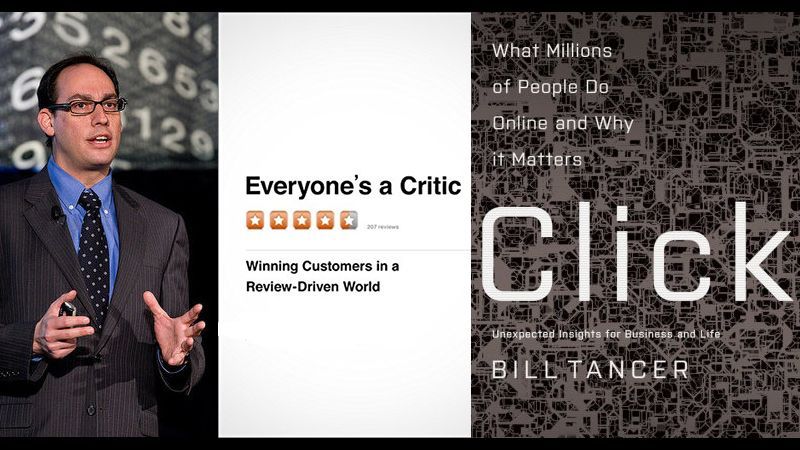 Everyone's a Critic
207 reviews
Winning Customers in a
Review-Driven World
What Millions
of People Do
Online and Why
it Matters
Click
Unexpected Insights for Business and Life
BILL TANCER